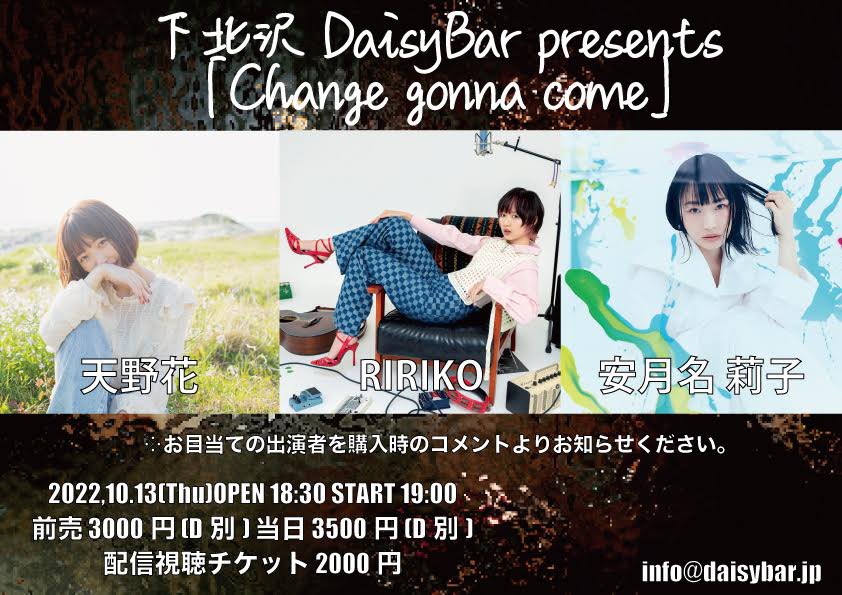 下北沢 DaisyBar presents
「Change gonna come」
天野花
RIRIKO
安月名 莉子
お目当ての出演者を購入時のコメントよりお知らせください。
2022,10.13(Thu)OPEN 18:30 START 19:00
前売 3000 円 (D 別 ) 当日 3500 円 (D 別 )
配信視聴チケット 2000 円
info@daisybar.jp